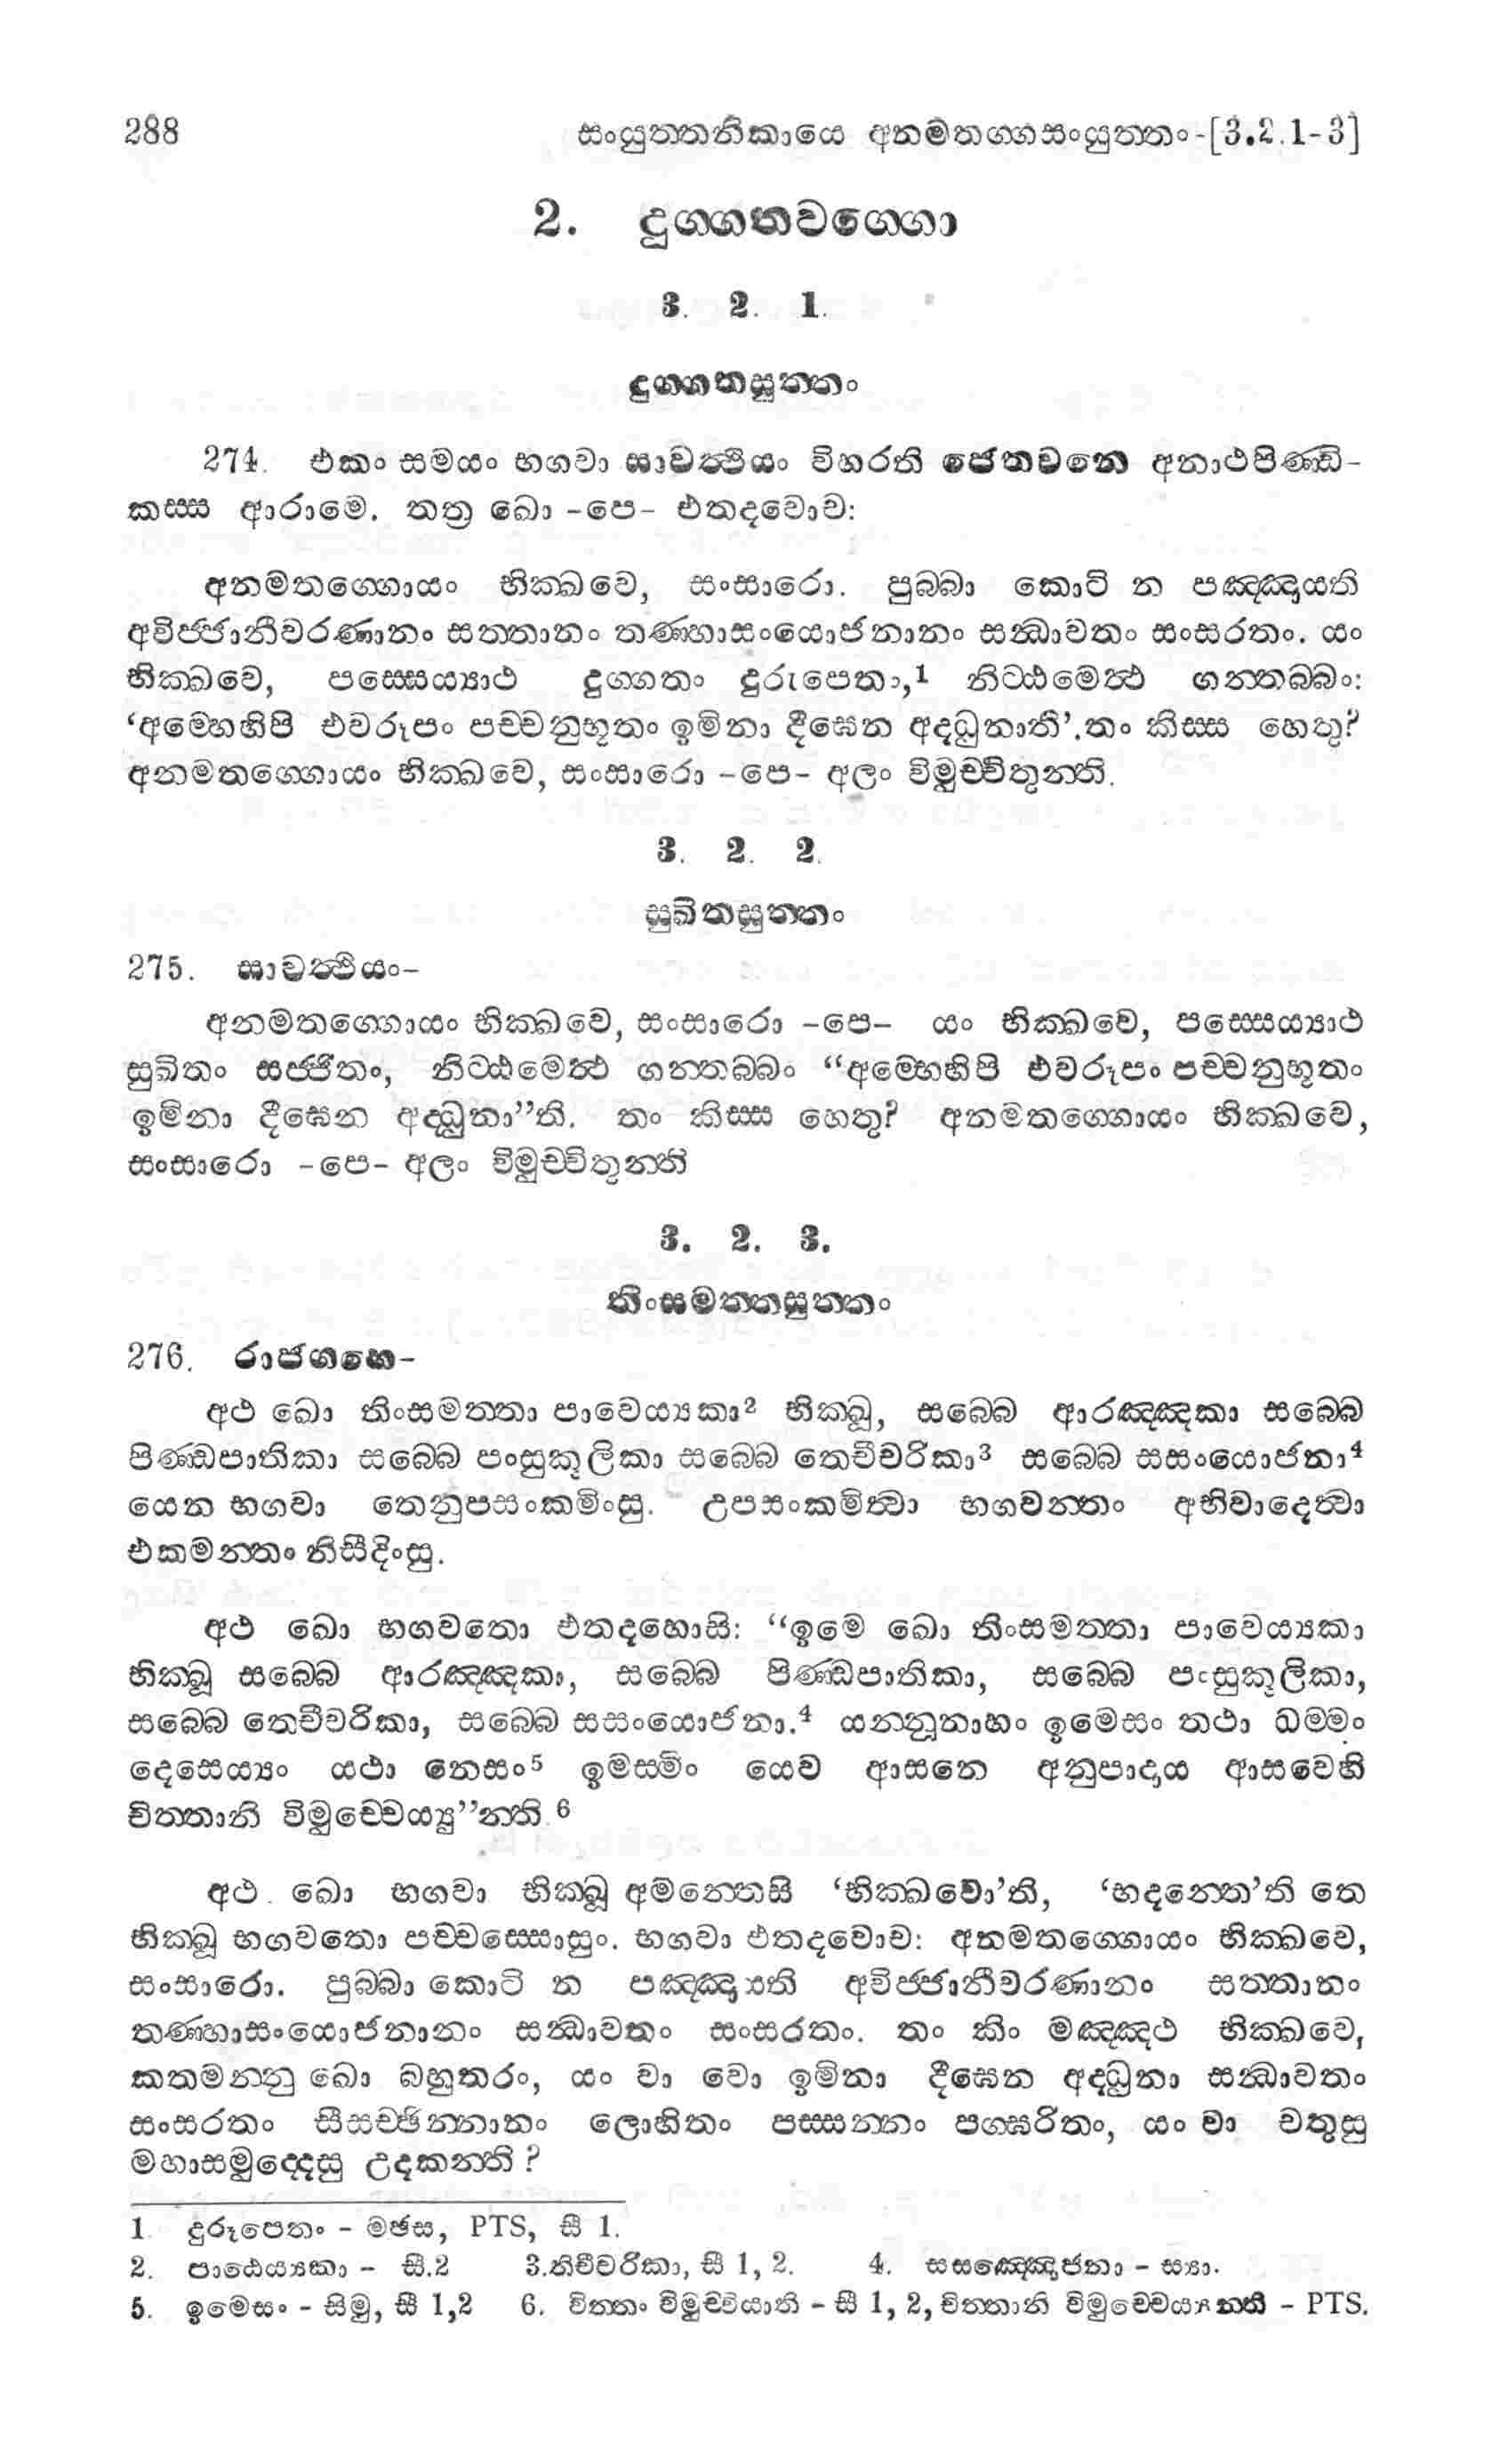 288 සංයුත්තනිකායෙ අනමතග්ගසංයුත්තං-[3.2.1-3]
2. දුග්ගතවග්ගො
3. 2. 1.
දුග්ගතසුත්තං
274. එකං සමයං භගවා සාවත්ථියං විහරති ජෙතවනෙ අනාථපිණ්ඩි-
කස්ස ආරාමෙ. තත්‍ර ඛො -පෙ- එතදවොච:
අනමතග්ගොයං භික්ඛවෙ, සංසාරො. පුබ්බා කොටි න පඤ්ඤායති
අවිජ්ජානීවරණානං සත්තානං තණ්හාසංයොජනානං සන්ධාවතං සංසරතං. යං
භික්ඛවෙ, පස්සෙය්‍යාථ දුග්ගතං දුරූපෙතා,1 නිට්ඨමෙත්ථ ගන්තබ්බං:
‘අම්හෙහිපි එවරූපං පච්චනුභූතං ඉමිනා දීඝෙන අද්ධුනාති’.තං කිස්ස හෙතු?
අනමතග්ගොයං භික්ඛවෙ, සංසාරො -පෙ- අලං විමුච්චිතුන්ති.
3. 2. 2.
සුඛිතසුත්තං
275. සාවත්ථියං-
අනමතග්ගොයං භික්ඛවෙ, සංසාරො -පෙ- යං භික්ඛවෙ, පස්සෙය්‍යාථ
සුඛිතං සජ්ජිතං, නිට්ඨමෙත්ථ ගන්තබ්බං “අම්හෙභිපි එවරූපං පච්චනුභූතං
ඉමිනා දීඝෙන අද්ධුනා”ති. තං කිස්ස හෙතු? අනමතග්ගොයං භික්ඛවෙ,
සංසාරො -පෙ- අලං විමුච්චිතුන්ති
3. 2. 3.
තිංසමත්තසුත්තං
276. රාජගහෙ-
අථ ඛො තිංසමත්තා පාවෙය්‍යකා2 භික්ඛූ, සබ්බෙ ආරඤ්ඤකා සබ්බෙ
පිණ්ඩපාතිකා සබ්බෙ පංසුකූලිකා සබ්බෙ තෙචීවරිකා3 සබ්බෙ සසංයොජනා4
යෙන භගවා තෙනුපසංකමිංසු. උපසංකමිත්‍වා භගවන්තං අභිවාදෙත්‍වා
එකමන්තං නිසීදිංසු.
අථ ඛො භගවතො එතදහොසි: “ඉමෙ ඛො තිංසමත්තා පාවෙය්‍යකා
භික්ඛූ සබ්බෙ ආරඤ්ඤකා, සබ්බෙ පිණ්ඩපාතිකා, සබ්බෙ පංසුකූලිකා,
සබ්බෙ තෙචීවරිකා, සබ්බෙ සසංයොජනා.4 යන්නූනාහං ඉමෙසං තථා ධම්මං
දෙසෙය්‍යං යථා නෙසං5 ඉමස්මිං යෙව ආසනෙ අනුපාදාය ආසවෙහි
චිත්තානි විමුච්චෙය්‍යු”න්ති.6
අථ ඛො භගවා භික්ඛූ අමන්තෙසි ‘භික්ඛවො’ති, ‘භදන්තෙ’ති තෙ
භික්ඛූ භගවතො පච්චස්සොසුං. භගවා එතදවොච: අනමතග්ගොයං භික්ඛවෙ,
සංසාරො. පුබ්බා කොටි න පඤ්ඤායති අවිජ්ජානීවරණානං සත්තානං
තණ්හාසංයොජනානං සන්ධාවතං සංසරතං. තං කිං මඤ්ඤථ භික්ඛවෙ,
කතමන්නු ඛො බහුතරං, යං වා වො ඉමිනා දීඝෙන අද්ධුනා සන්ධාවතං
සංසරතං සීසච්ඡින්නානං ලොහිතං පස්සන්නං පග්ඝරිතං, යං වා චතුසු
මහාසමුද්දෙසු උදකන්ති?
1. දුරූපෙතං - මඡස, PTS, සී 1.
2. පාඨෙය්‍යකා - සී.2 3.තිචීවරිකා, සී 1, 2. 4. සසඤ්ඤොජනා - ස්‍යා.
5. ඉමෙසං - සිමු, සී 1,2 6. චිත්තං විමුච්චියාති - සී 1, 2, චිත්තානි විමුච්චෙය්‍යන්ති - PTS.